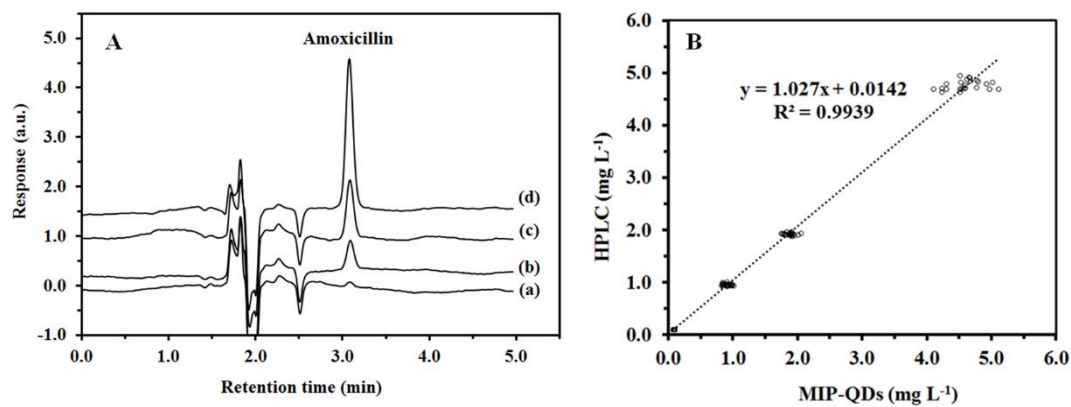 A
Amoxicillin
5.0
4.0
3.0
2.0
1.0
0.0
-1.0
Response (a.u.)
(d)
(c)
(b)
(a)
0.0 1.0 2.0 3.0 4.0 5.0
Retention time (min)
B
6.0
5.0
4.0
3.0
2.0
1.0
0.0
HPLC (mg L⁻¹)
y = 1.027x + 0.0142
R² = 0.9939
0.0 1.0 2.0 3.0 4.0 5.0 6.0
MIP-QDs (mg L⁻¹)